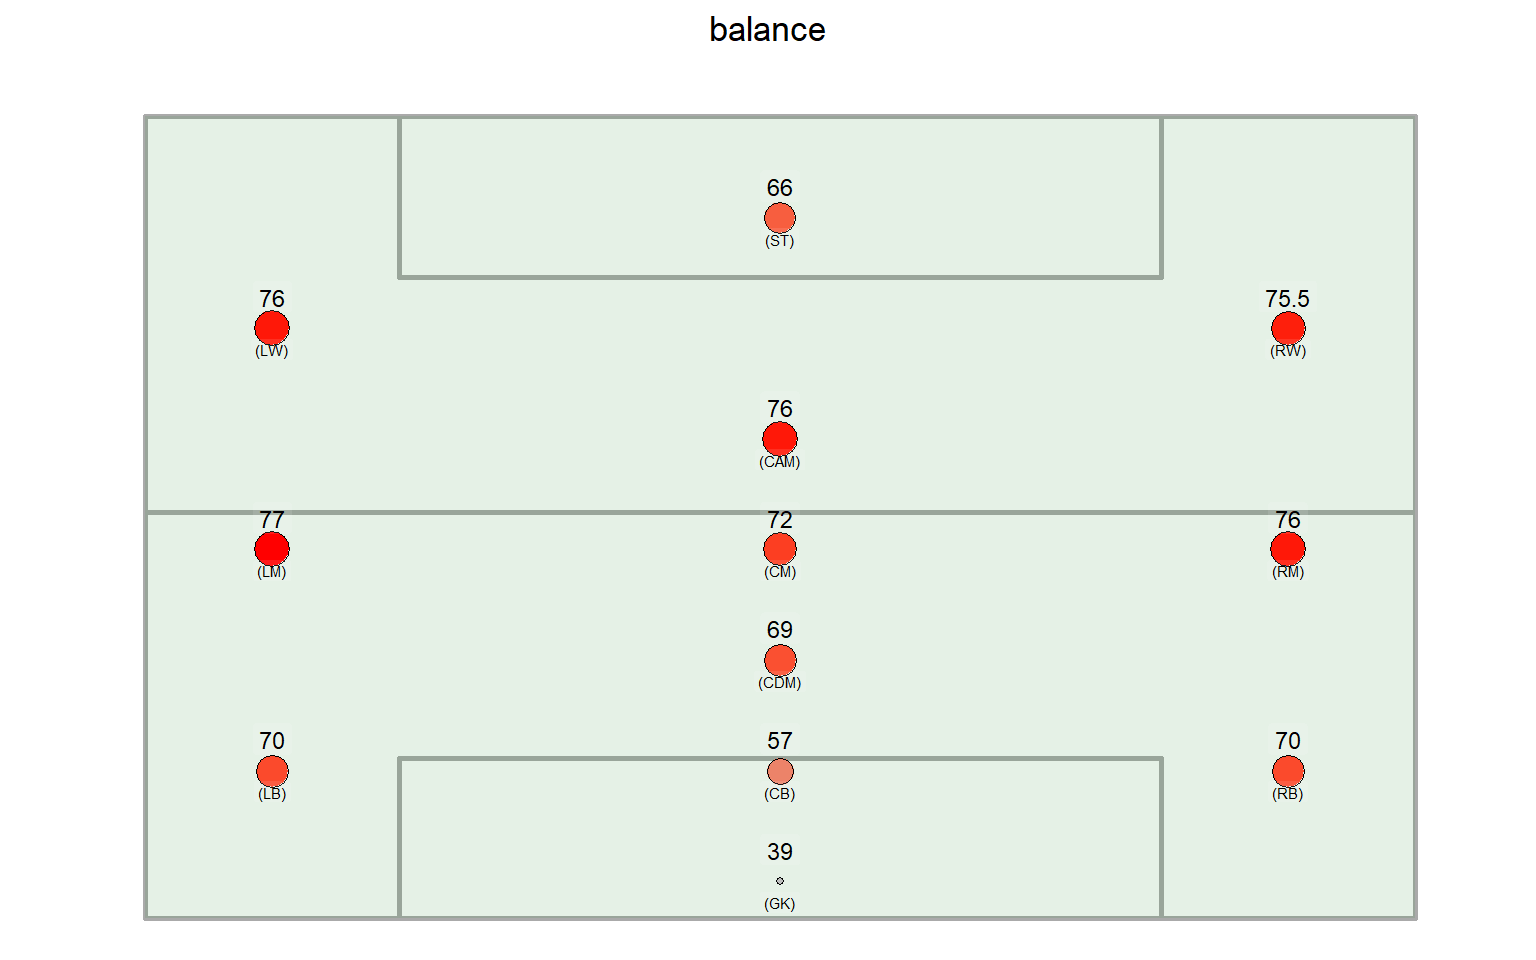 balance
66
(ST)
76
(LW)
75.5
(RW)
76
(CAM)
77
(LM)
72
(CM)
76
(RM)
69
(CDM)
70
(LB)
57
(CB)
70
(RB)
39
(GK)